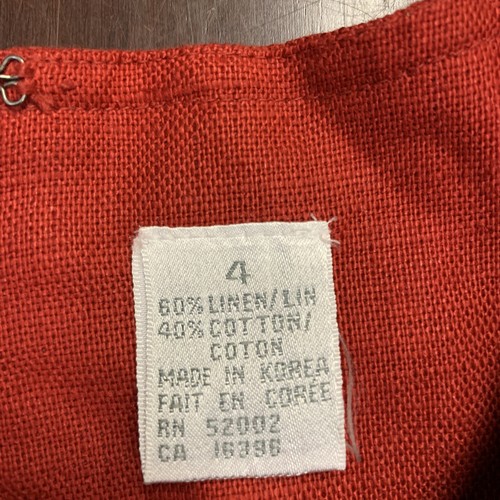 4
60% LINEN/LIN
40% COTTON/
COTON
MADE IN KOREA
FAIT EN CORÉE
RN 52002
CA 16396